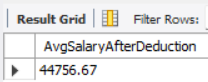 Result Grid Filter Rows:
AvgSalaryAfterDeduction
44756.67